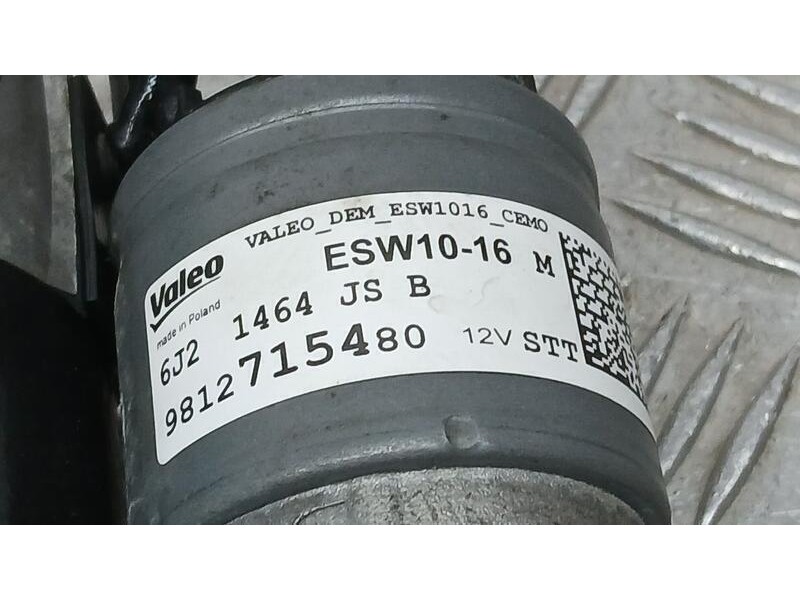 VALEO_DEM_ESW1016_CEMO
Valeo ESW10-16 M
made in Poland
6J2 1464 JS B
9812715480 12V STT